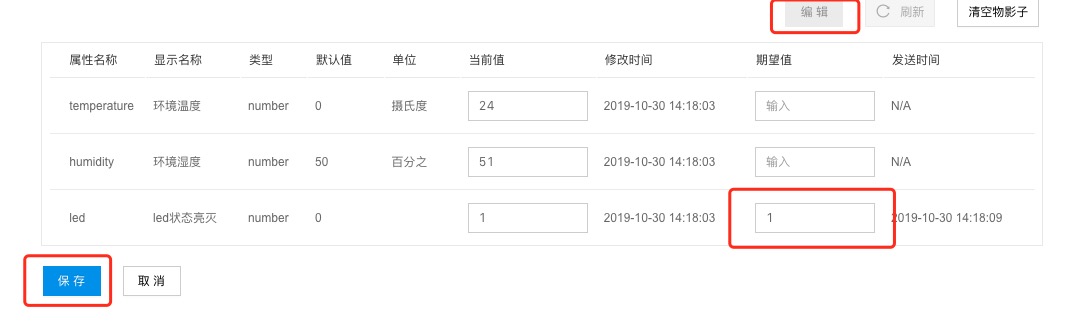 编 辑 刷新 清空物影子
属性名称 显示名称 类型 默认值 单位 当前值 修改时间 期望值 发送时间
temperature 环境温度 number 0 摄氏度 24 2019-10-30 14:18:03 输入 N/A
humidity 环境湿度 number 50 百分之 51 2019-10-30 14:18:03 输入 N/A
led led状态亮灭 number 0 1 2019-10-30 14:18:03 1 2019-10-30 14:18:09
保 存 取 消